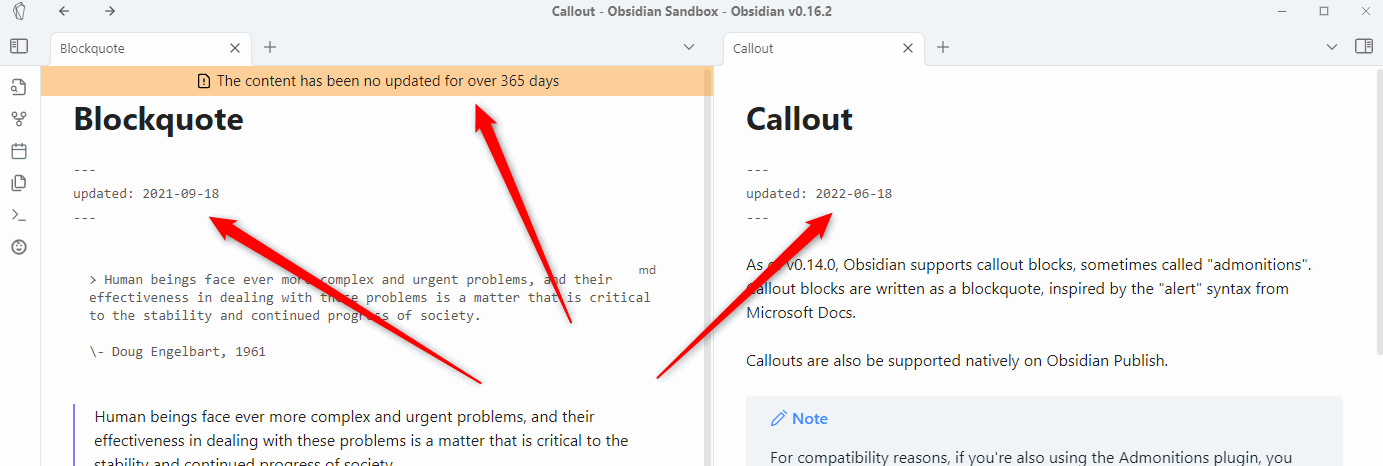 Callout - Obsidian Sandbox - Obsidian v0.16.2
Blockquote
Callout
The content has been no updated for over 365 days
Blockquote
---
updated: 2021-09-18
---
md
> Human beings face ever more complex and urgent problems, and their
effectiveness in dealing with these problems is a matter that is critical
to the stability and continued progress of society.
\- Doug Engelbart, 1961
Human beings face ever more complex and urgent problems, and their
effectiveness in dealing with these problems is a matter that is critical to the
stability and continued progress of society.
Callout
---
updated: 2022-06-18
---
As of v0.14.0, Obsidian supports callout blocks, sometimes called "admonitions".
Callout blocks are written as a blockquote, inspired by the "alert" syntax from
Microsoft Docs.
Callouts are also be supported natively on Obsidian Publish.
Note
For compatibility reasons, if you're also using the Admonitions plugin, you